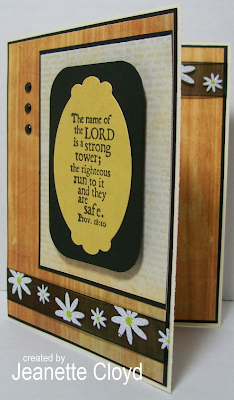 The name of
the LORD
is a strong
tower;
the righteous
run to it
and they
are
safe.
Prov. 18:10
created by
Jeanette Cloyd